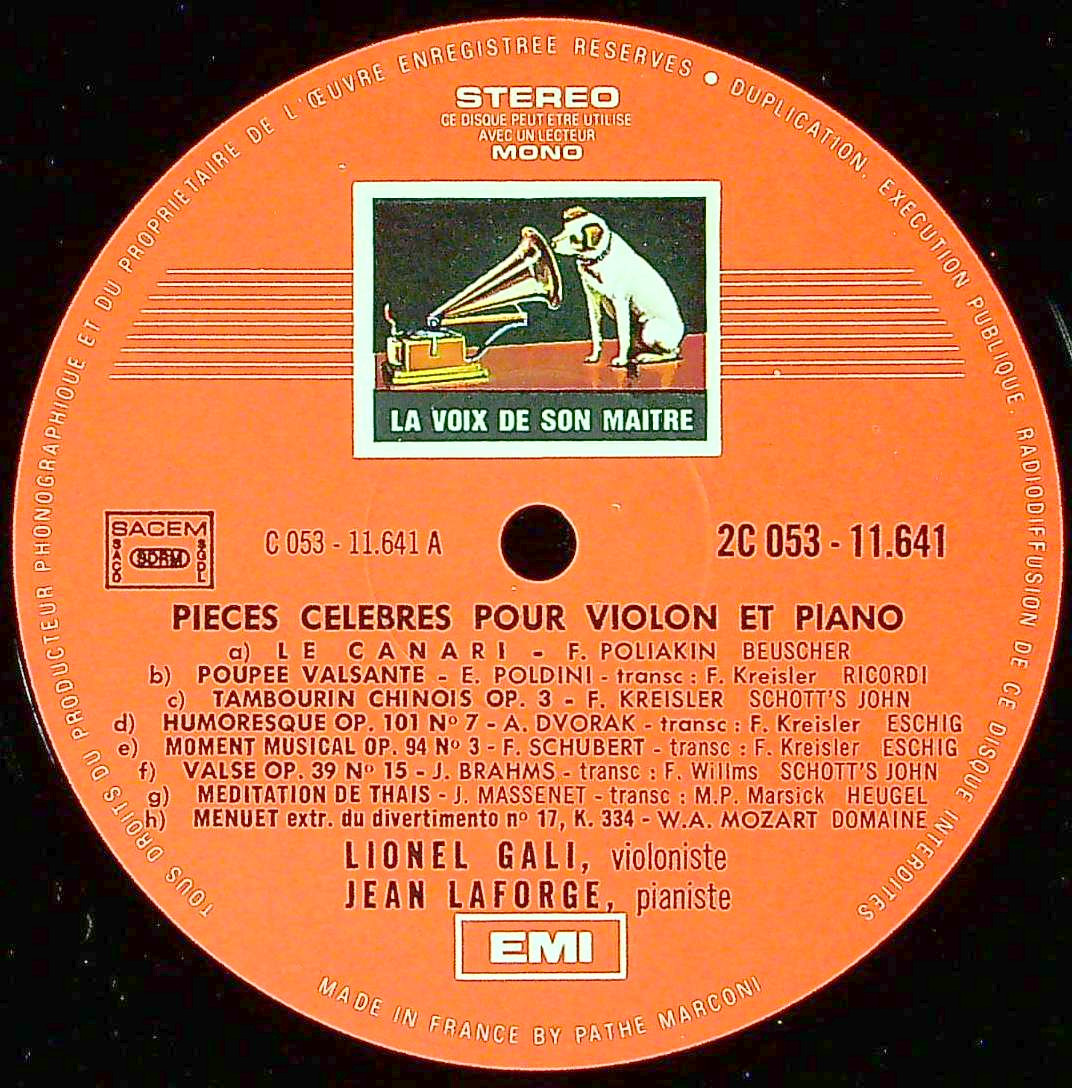 TOUS DROITS DU PRODUCTEUR PHONOGRAPHIQUE ET DU PROPRIETAIRE DE L'ŒUVRE ENREGISTREE RESERVES ● DUPLICATION. EXECUTION PUBLIQUE. RADIODIFFUSION DE CE DISQUE INTERDITES
STEREO
CE DISQUE PEUT ETRE UTILISE
AVEC UN LECTEUR
MONO
LA VOIX DE SON MAITRE
SACEM
SACD SDRM SGDL
C 053 - 11.641 A
2C 053 - 11.641
PIECES CELEBRES POUR VIOLON ET PIANO
a) LE CANARI - F. POLIAKIN BEUSCHER
b) POUPEE VALSANTE - E. POLDINI - transc : F. Kreisler RICORDI
c) TAMBOURIN CHINOIS OP. 3 - F. KREISLER SCHOTT'S JOHN
d) HUMORESQUE OP. 101 Nº 7 - A. DVORAK - transc : F. Kreisler ESCHIG
e) MOMENT MUSICAL OP. 94 Nº 3 - F. SCHUBERT - transc : F. Kreisler ESCHIG
f) VALSE OP. 39 Nº 15 - J. BRAHMS - transc : F. Willms SCHOTT'S JOHN
g) MEDITATION DE THAIS - J. MASSENET - transc : M.P. Marsick HEUGEL
h) MENUET extr. du divertimento nº 17, K. 334 - W.A. MOZART DOMAINE
LIONEL GALI, violoniste
JEAN LAFORGE, pianiste
EMI
MADE IN FRANCE BY PATHE MARCONI